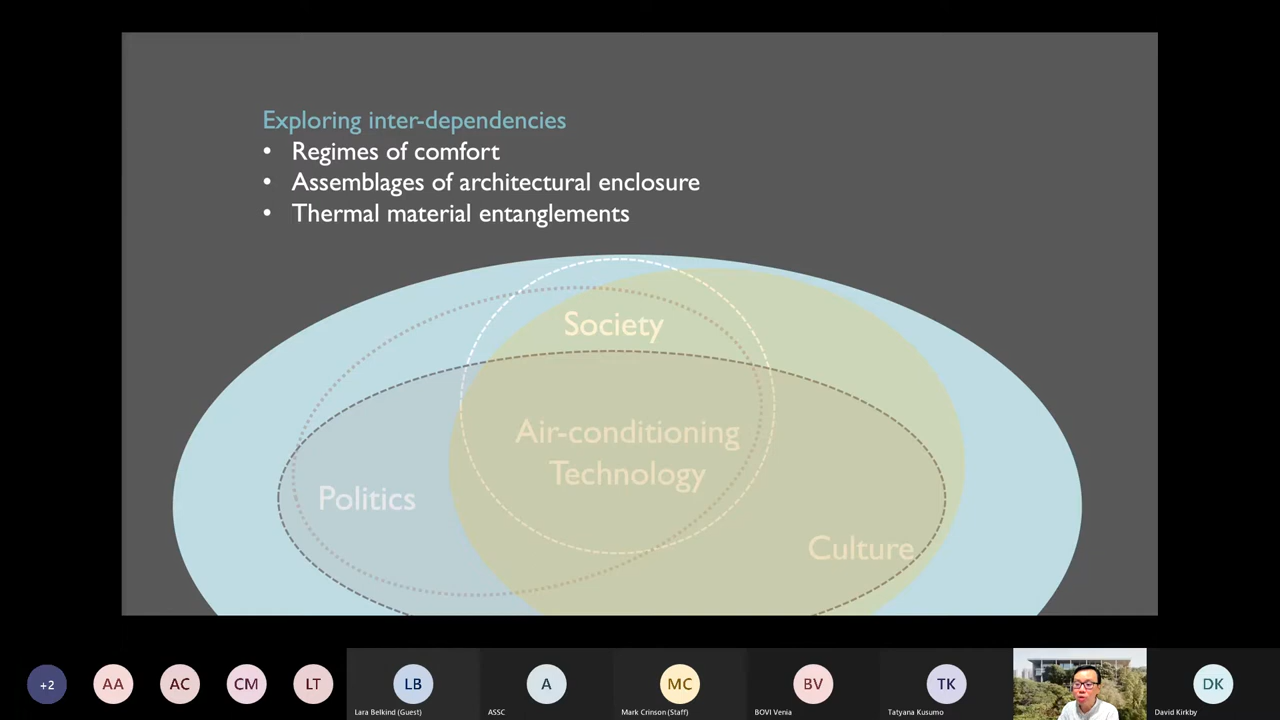 Exploring inter-dependencies
• Regimes of comfort
• Assemblages of architectural enclosure
• Thermal material entanglements
Society
Air-conditioning
Technology
Politics
Culture
+2
AA
AC
CM
LT
LB
A
MC
BV
TK
DK
Lara Belkind (Guest)
ASSC
Mark Crinson (Staff)
BOVI Venia
Tatyana Kusumo
David Kirkby